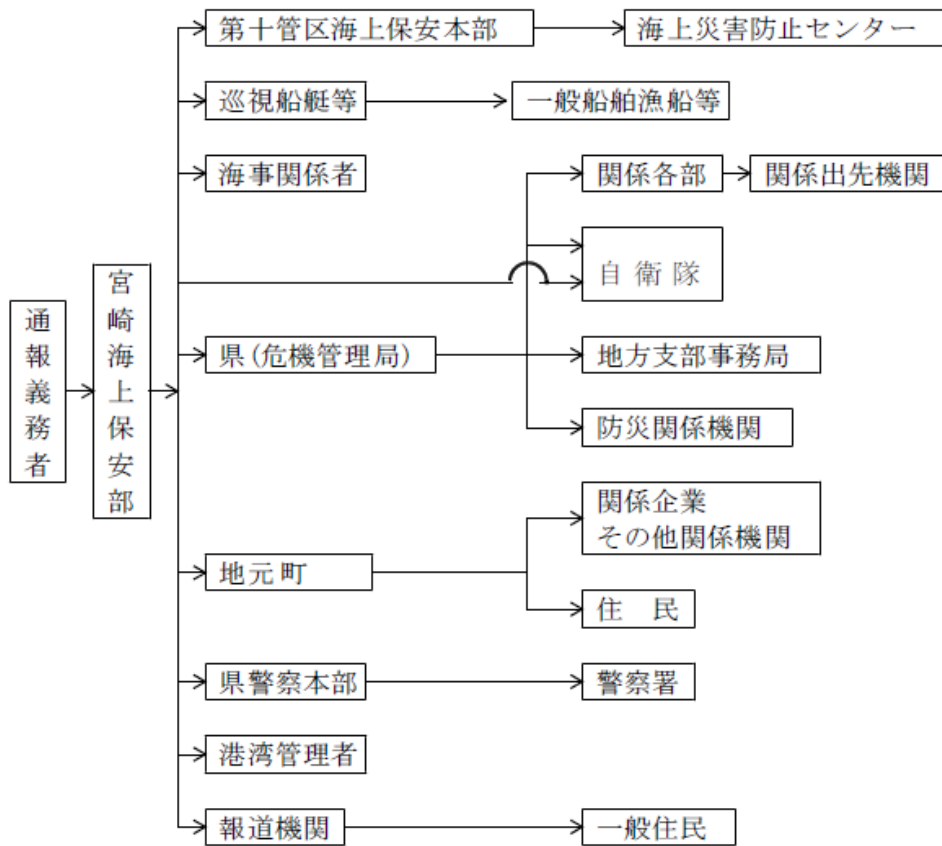 通報義務者
宮崎海上保安部
第十管区海上保安本部
海上災害防止センター
巡視船艇等
一般船舶漁船等
海事関係者
関係各部
関係出先機関
自衛隊
県(危機管理局)
地方支部事務局
防災関係機関
関係企業
その他関係機関
地元町
住　民
県警察本部
警察署
港湾管理者
報道機関
一般住民